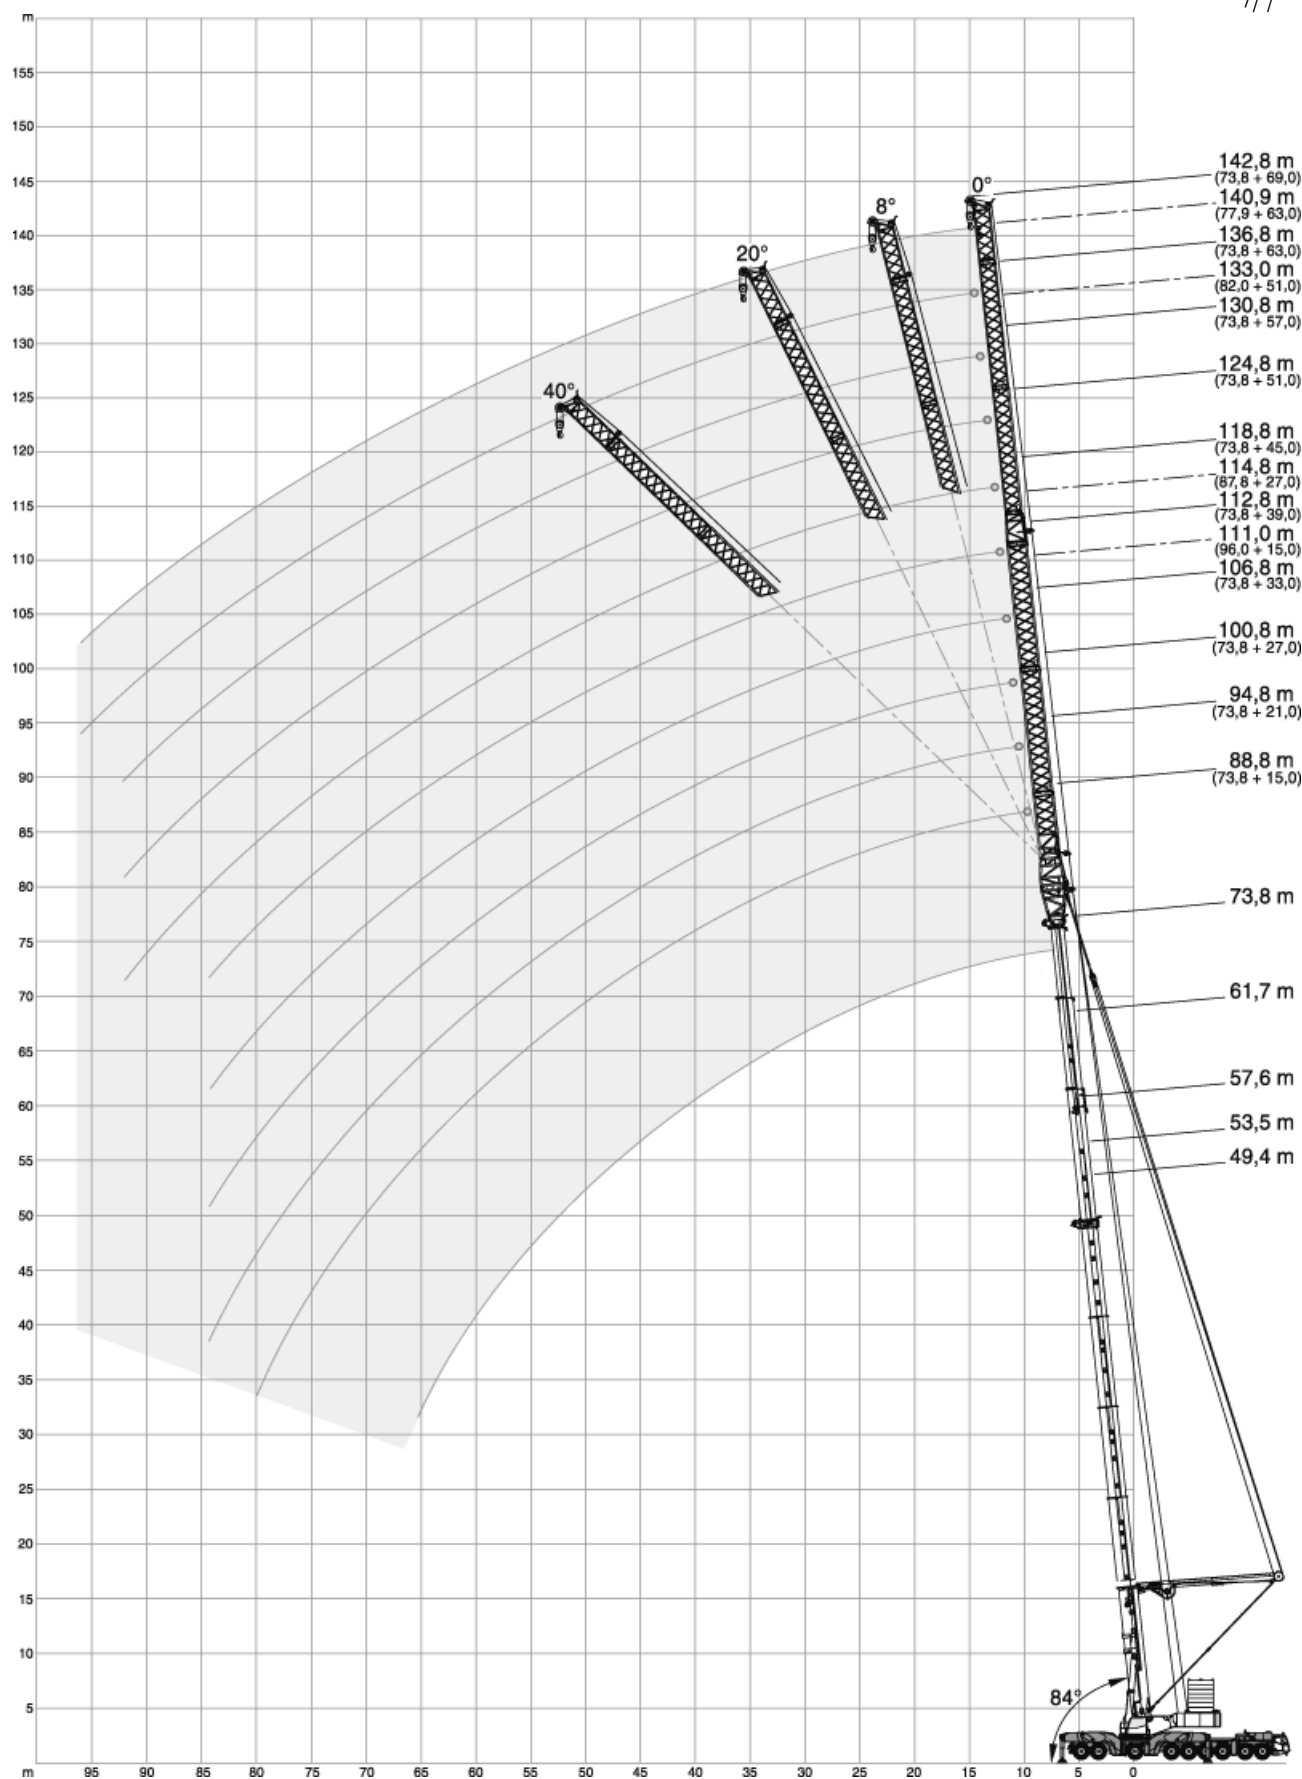 m
155
150
145
140
135
130
125
120
115
110
105
100
95
90
85
80
75
70
65
60
55
50
45
40
35
30
25
20
15
10
5
m 95 90 85 80 75 70 65 60 55 50 45 40 35 30 25 20 15 10 5 0
40°
20°
8°
0°
142,8 m
(73,8 + 69,0)
140,9 m
(77,9 + 63,0)
136,8 m
(73,8 + 63,0)
133,0 m
(82,0 + 51,0)
130,8 m
(73,8 + 57,0)
124,8 m
(73,8 + 51,0)
118,8 m
(73,8 + 45,0)
114,8 m
(87,8 + 27,0)
112,8 m
(73,8 + 39,0)
111,0 m
(96,0 + 15,0)
106,8 m
(73,8 + 33,0)
100,8 m
(73,8 + 27,0)
94,8 m
(73,8 + 21,0)
88,8 m
(73,8 + 15,0)
73,8 m
61,7 m
57,6 m
53,5 m
49,4 m
84°